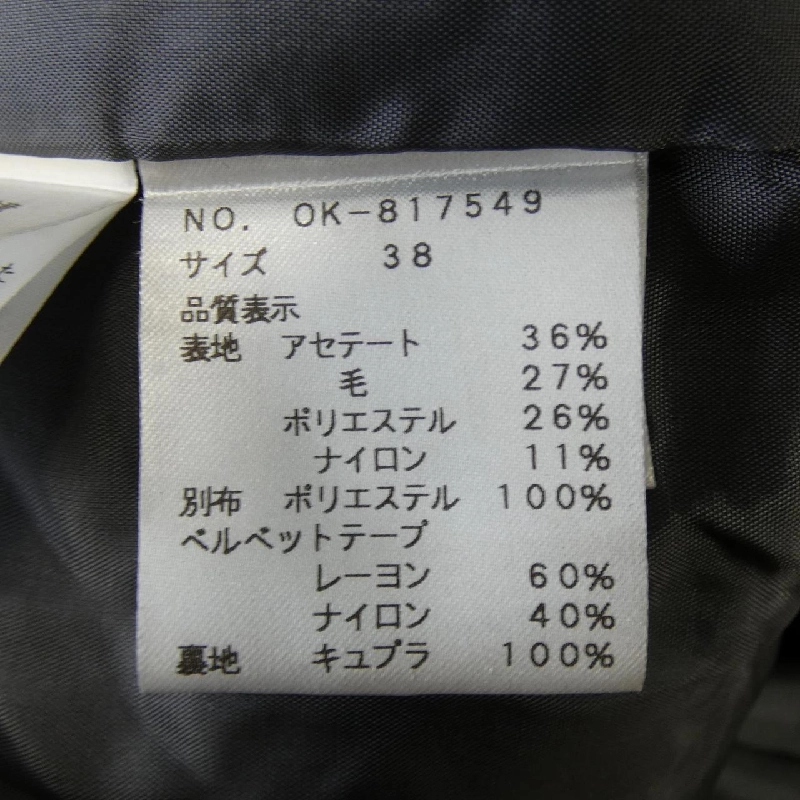 NO. OK-817549
サイズ 38
品質表示
表地 アセテート 36%
毛 27%
ポリエステル 26%
ナイロン 11%
別布 ポリエステル 100%
ベルベットテープ
レーヨン 60%
ナイロン 40%
裏地 キュプラ 100%